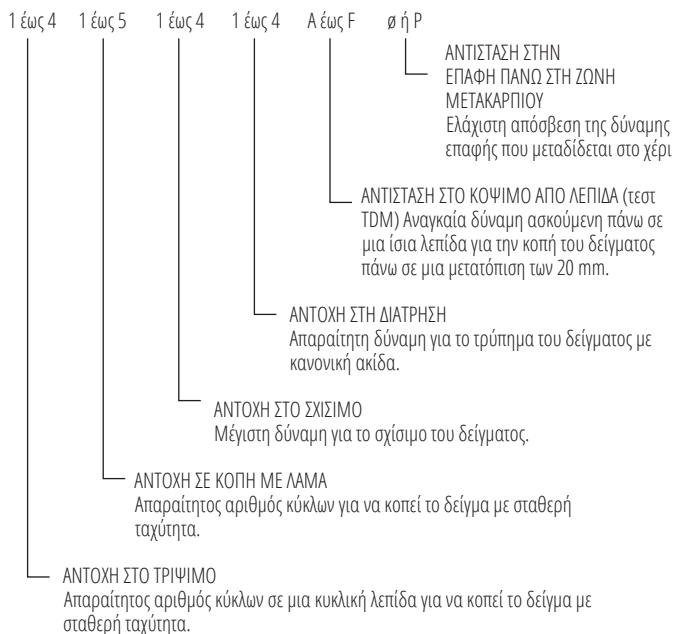 1 έως 4 1 έως 5 1 έως 4 1 έως 4 A έως F ø ή P
ΑΝΤΙΣΤΑΣΗ ΣΤΗΝ
ΕΠΑΦΗ ΠΑΝΩ ΣΤΗ ΖΩΝΗ
ΜΕΤΑΚΑΡΠΙΟΥ
Ελάχιστη απόσβεση της δύναμης
επαφής που μεταδίδεται στο χέρι
ΑΝΤΙΣΤΑΣΗ ΣΤΟ ΚΟΨΙΜΟ ΑΠΟ ΛΕΠΙΔΑ (τεστ
TDM) Αναγκαία δύναμη ασκούμενη πάνω σε
μια ίσια λεπίδα για την κοπή του δείγματος
πάνω σε μια μετατόπιση των 20 mm.
ΑΝΤΟΧΗ ΣΤΗ ΔΙΑΤΡΗΣΗ
Απαραίτητη δύναμη για το τρύπημα του δείγματος με
κανονική ακίδα.
ΑΝΤΟΧΗ ΣΤΟ ΣΧΙΣΙΜΟ
Μέγιστη δύναμη για το σχίσιμο του δείγματος.
ΑΝΤΟΧΗ ΣΕ ΚΟΠΗ ΜΕ ΛΑΜΑ
Απαραίτητος αριθμός κύκλων για να κοπεί το δείγμα με σταθερή
ταχύτητα.
ΑΝΤΟΧΗ ΣΤΟ ΤΡΙΨΙΜΟ
Απαραίτητος αριθμός κύκλων σε μια κυκλική λεπίδα για να κοπεί το δείγμα με
σταθερή ταχύτητα.